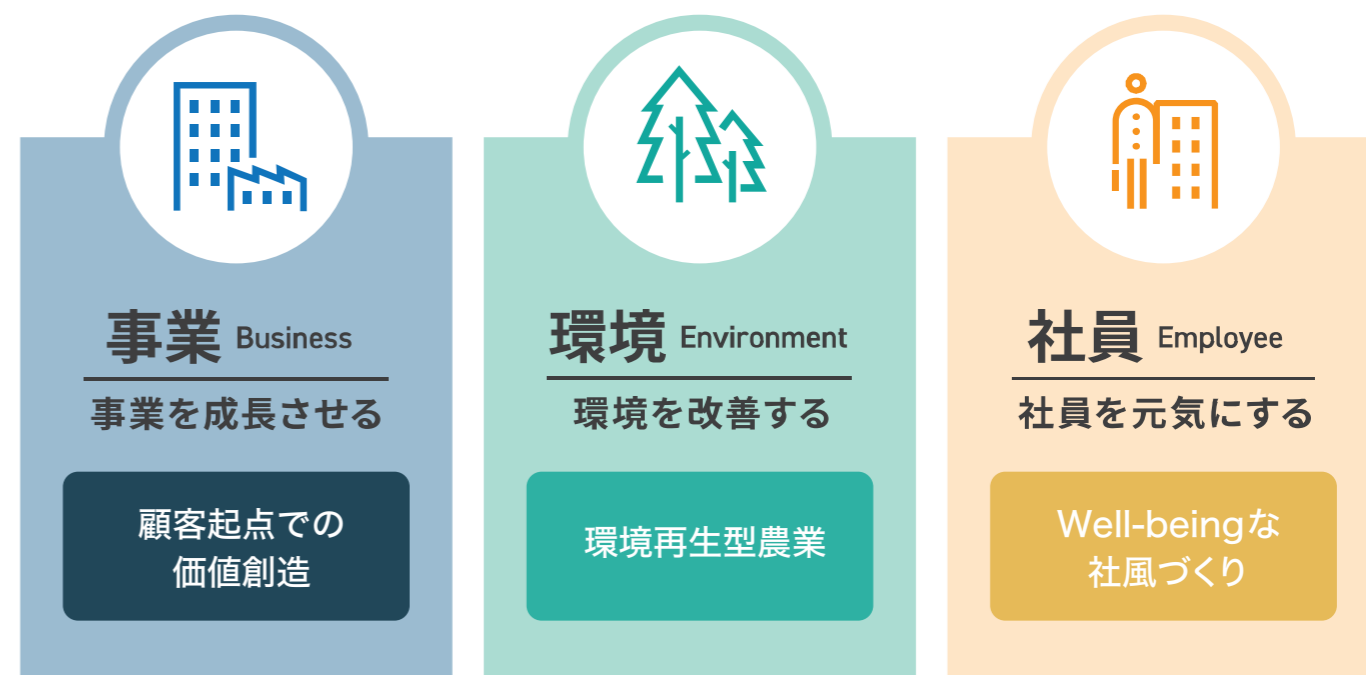 事業 Business
事業を成長させる
顧客起点での
価値創造
環境 Environment
環境を改善する
環境再生型農業
社員 Employee
社員を元気にする
Well-beingな
社風づくり